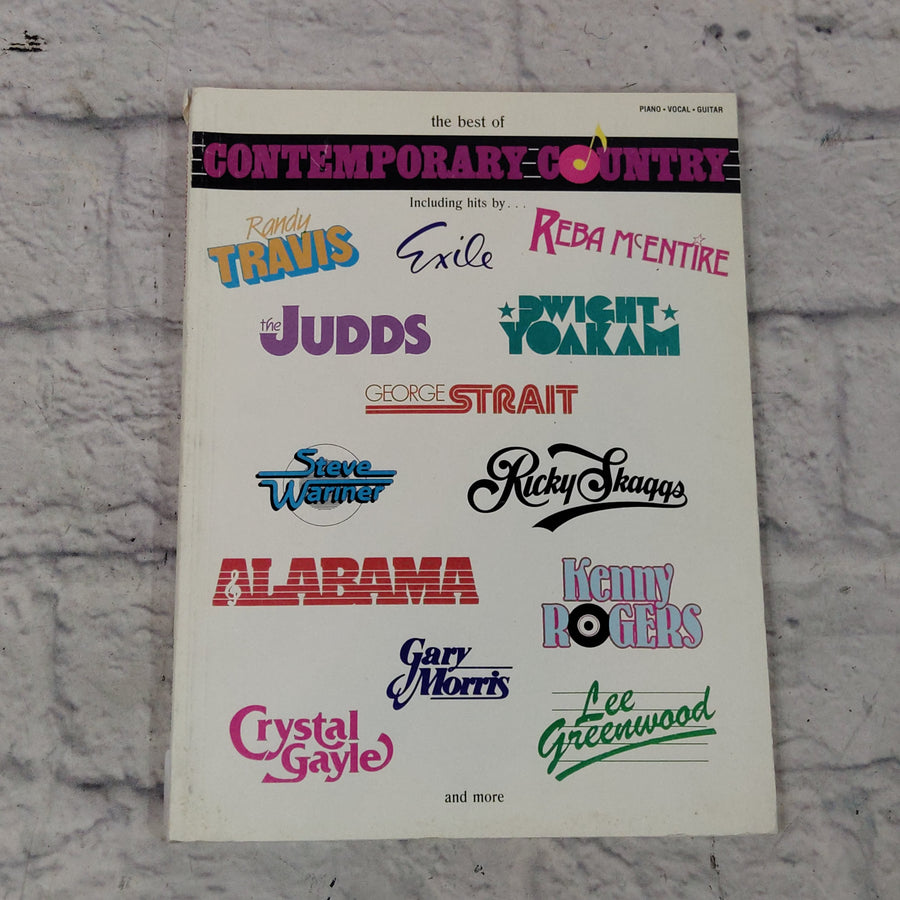 PIANO • VOCAL • GUITAR
the best of
CONTEMPORARY COUNTRY
Including hits by...
Randy
TRAVIS
Exile
REBA McENTIRE
the JUDDS
DWIGHT
YOAKAM
GEORGE STRAIT
Steve
Wariner
Ricky Skaggs
ALABAMA
Kenny
ROGERS
Gary
Morris
Crystal
Gayle
Lee
Greenwood
and more